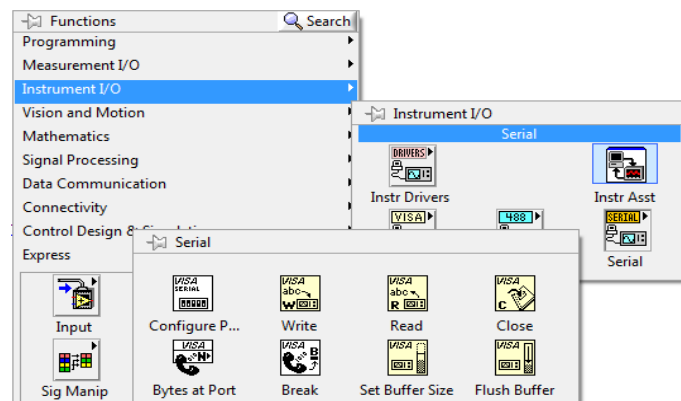 Functions
Search
Programming
Measurement I/O
Instrument I/O
Vision and Motion
Mathematics
Signal Processing
Data Communication
Connectivity
Control Design &
Express
Input
Sig Manip
Instrument I/O
Serial
DRIVERS
Instr Drivers
Instr Asst
VISA
488
SERIAL
Serial
Serial
VISA SERIAL
VISA abc W
VISA abc R
VISA C
Configure P...
Write
Read
Close
VISA N
VISA B
VISA
VISA
Bytes at Port
Break
Set Buffer Size
Flush Buffer